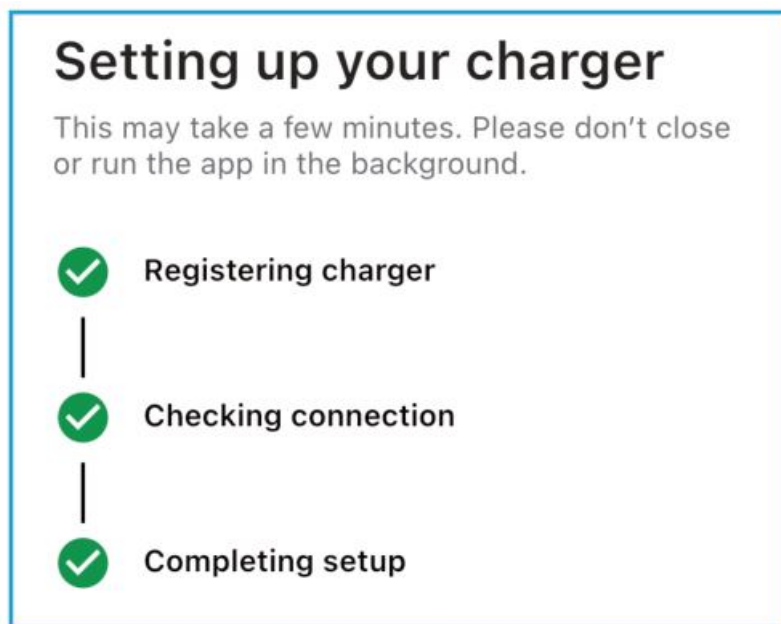 Setting up your charger
This may take a few minutes. Please don’t close
or run the app in the background.
Registering charger
Checking connection
Completing setup